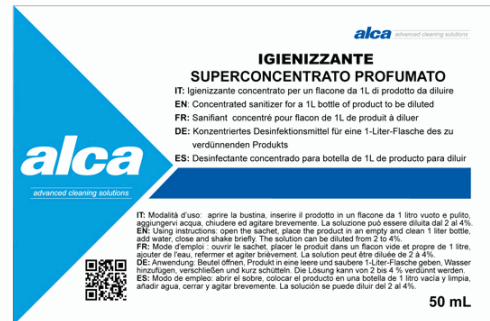 alca advanced cleaning solutions
IGIENIZZANTE
SUPERCONCENTRATO PROFUMATO
IT: Igienizzante concentrato per un flacone da 1L di prodotto da diluire
EN: Concentrated sanitizer for a 1L bottle of product to be diluted
FR: Sanifiant concentré pour flacon de 1L de produit à diluer
DE: Konzentriertes Desinfektionsmittel für eine 1-Liter-Flasche des zu
verdünnenden Produkts
ES: Desinfectante concentrado para botella de 1L de producto para diluir
alca
advanced cleaning solutions
IT: Modalità d'uso: aprire la bustina, inserire il prodotto in un flacone da 1 litro vuoto e pulito,
aggiungervi acqua, chiudere ed agitare brevemente. La soluzione può essere diluita dal 2 al 4%.
EN: Using instructions: open the sachet, place the product in an empty and clean 1 liter bottle,
add water, close and shake briefly. The solution can be diluted from 2 to 4%.
FR: Mode d'emploi : ouvrir le sachet, placer le produit dans un flacon vide et propre de 1 litre,
ajouter de l'eau, refermer et agiter brièvement. La solution peut être diluée de 2 à 4%.
DE: Anwendung: Beutel öffnen, Produkt in eine leere und saubere 1-Liter-Flasche geben, Wasser
hinzufügen, verschließen und kurz schütteln. Die Lösung kann von 2 bis 4 % verdünnt werden.
ES: Modo de empleo: abrir el sobre, colocar el producto en una botella de 1 litro vacía y limpia,
añadir agua, cerrar y agitar brevemente. La solución se puede diluir del 2 al 4%.
50 mL